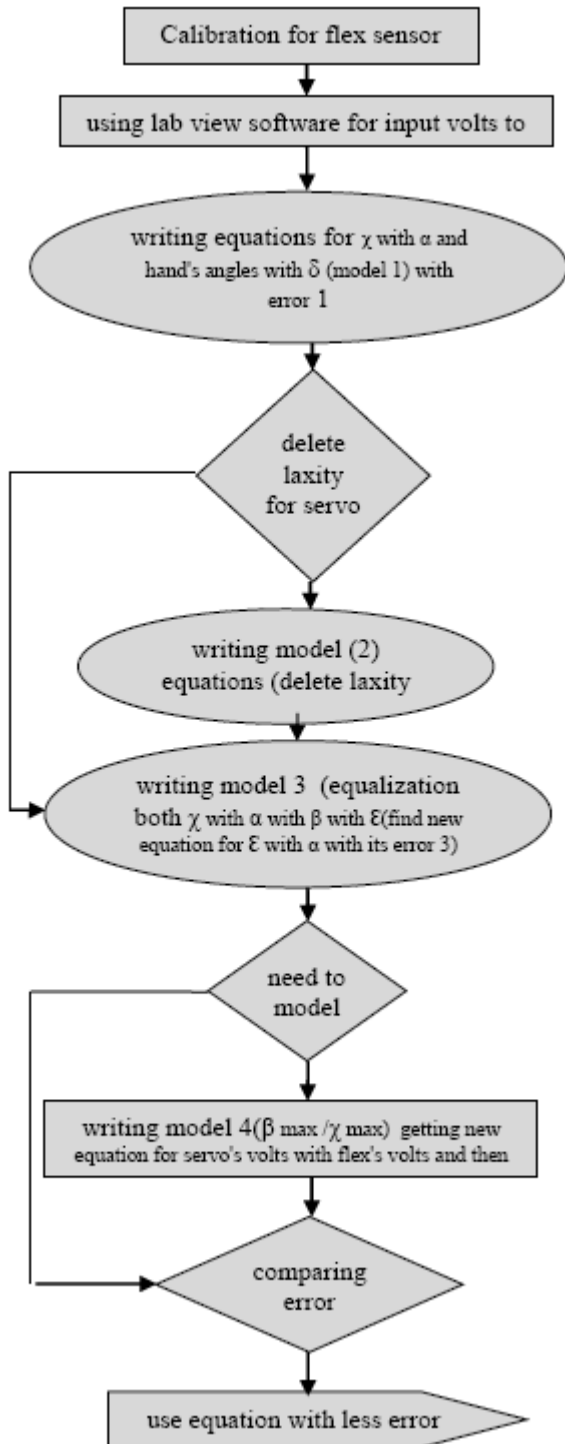 Calibration for flex sensor
using lab view software for input volts to
writing equations for χ with α and
hand's angles with δ (model 1) with
error 1
delete
laxity
for servo
writing model (2)
equations (delete laxity
writing model 3 (equalization
both χ with α with β with Ɛ(find new
equation for Ɛ with α with its error 3)
need to
model
writing model 4(β max /χ max) getting new
equation for servo's volts with flex's volts and then
comparing
error
use equation with less error